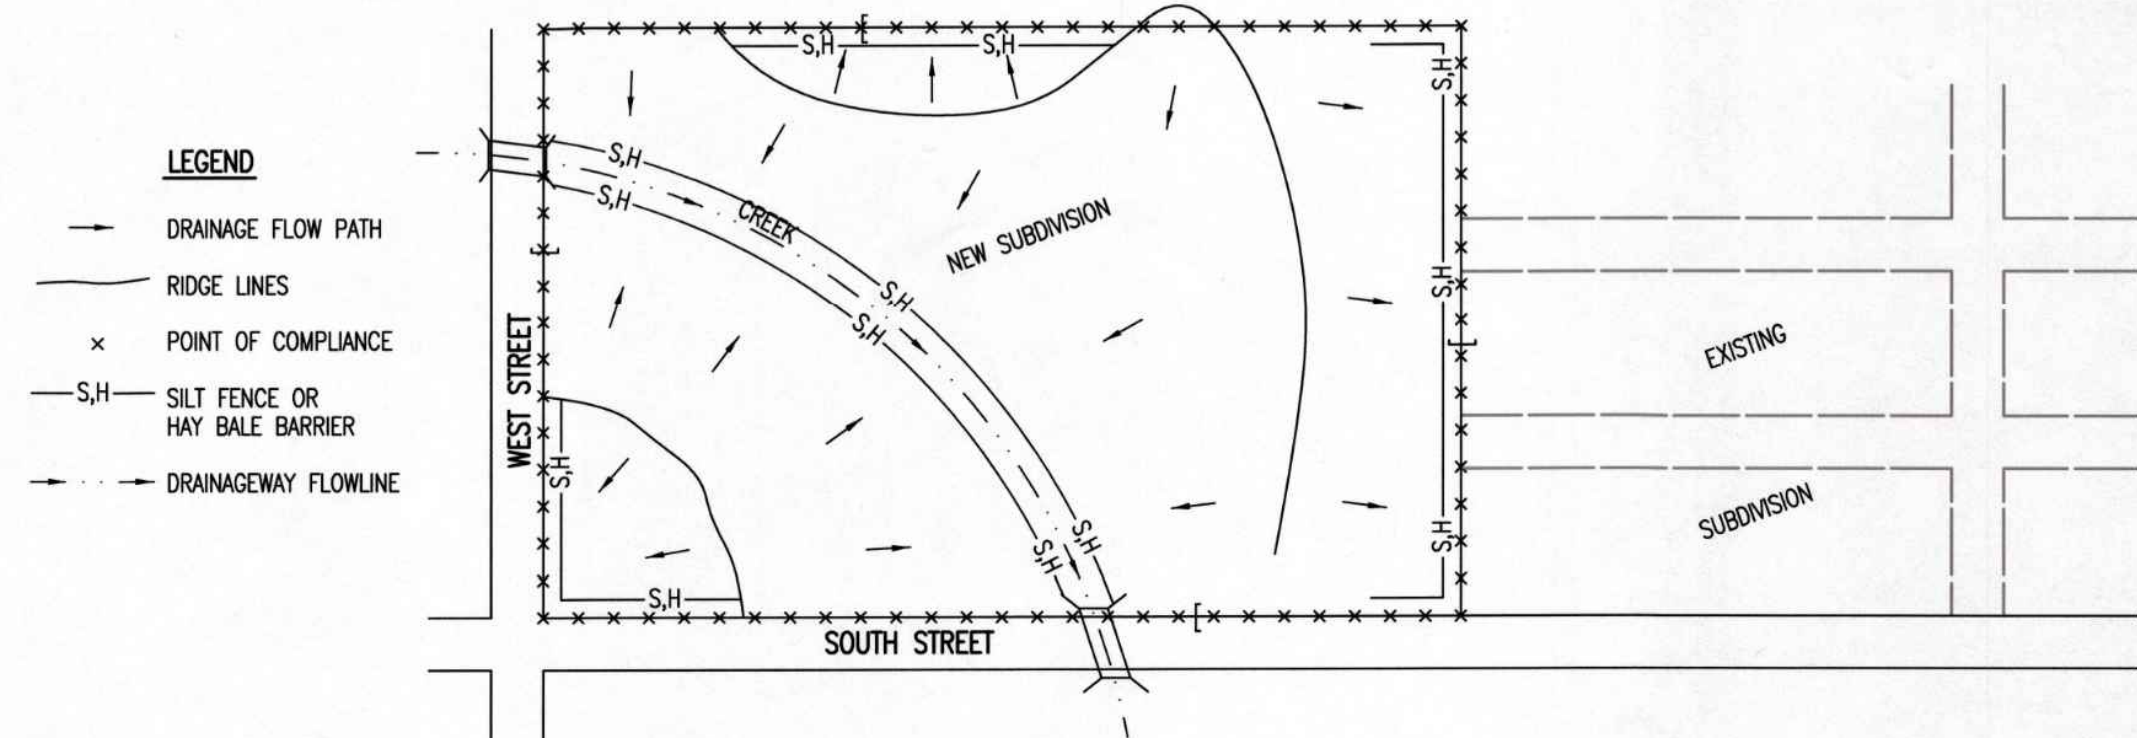 LEGEND
DRAINAGE FLOW PATH
RIDGE LINES
POINT OF COMPLIANCE
S,H
SILT FENCE OR
HAY BALE BARRIER
DRAINAGEWAY FLOWLINE
S,H
S,H
S,H
S,H
S,H
CREEK
NEW SUBDIVISION
S,H
S,H
S,H
WEST STREET
EXISTING
S,H
SUBDIVISION
S,H
S,H
S,H
S,H
SOUTH STREET